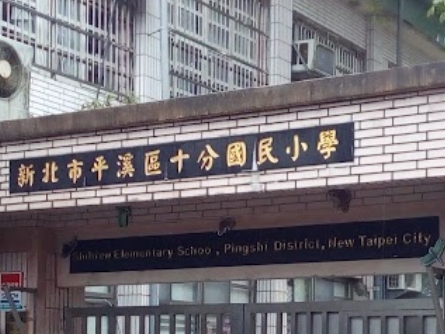 新北市平溪區十分國民小學
Elementary School, Pingshi District, New Taipei City